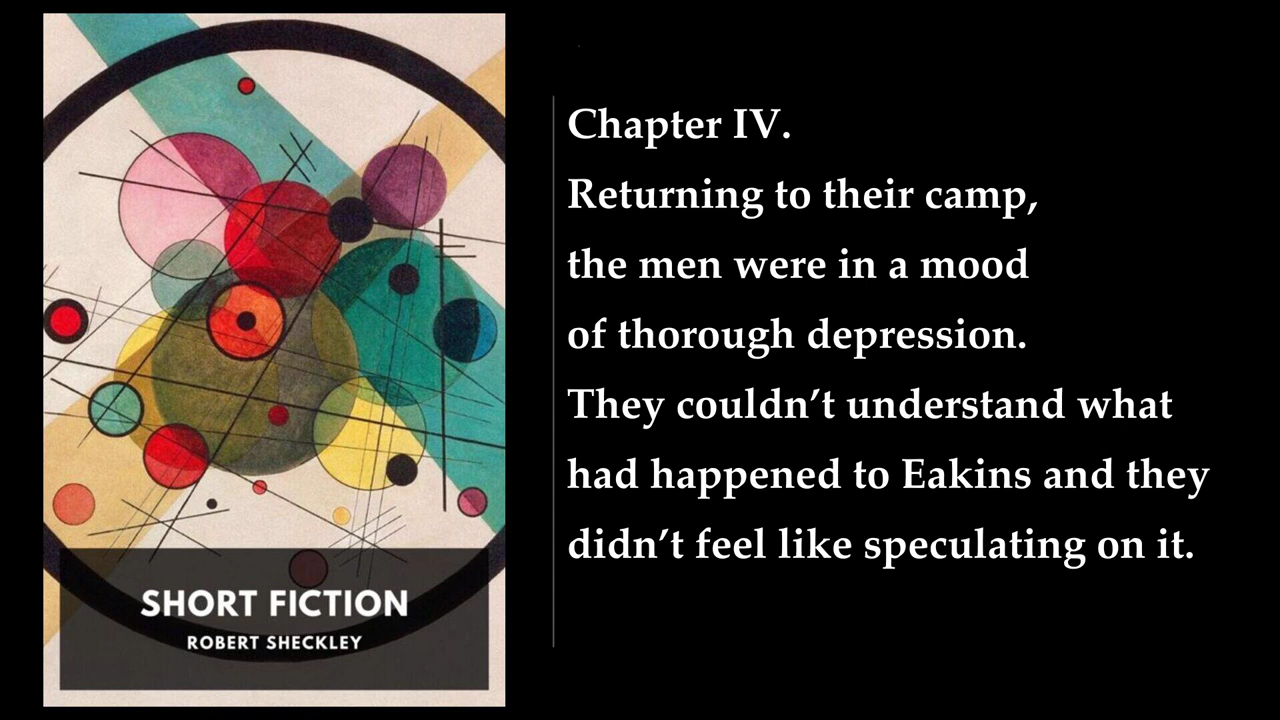 SHORT FICTION
ROBERT SHECKLEY
Chapter IV.
Returning to their camp,
the men were in a mood
of thorough depression.
They couldn’t understand what
had happened to Eakins and they
didn’t feel like speculating on it.